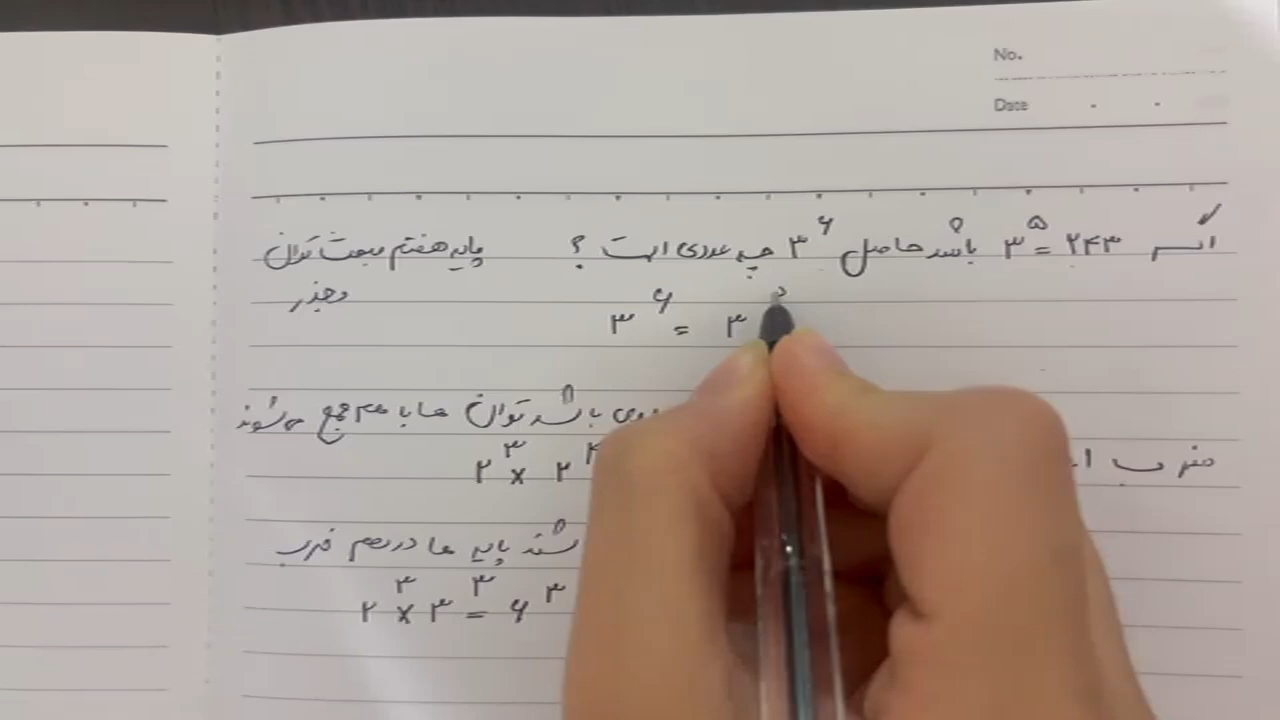 No.
Date
اگر ۳^۵ = ۲۴۳ باشد حاصل ۳^۶ چه عددی است ؟
پایه هفتم مبحث توان
وجذر
۳^۶ = ۳
ضرب
باشد توان ها با هم جمع میشوند
۲^۳ × ۲
پایه ها در هم ضرب
۲^۳ × ۳^۳ = ۶^۳